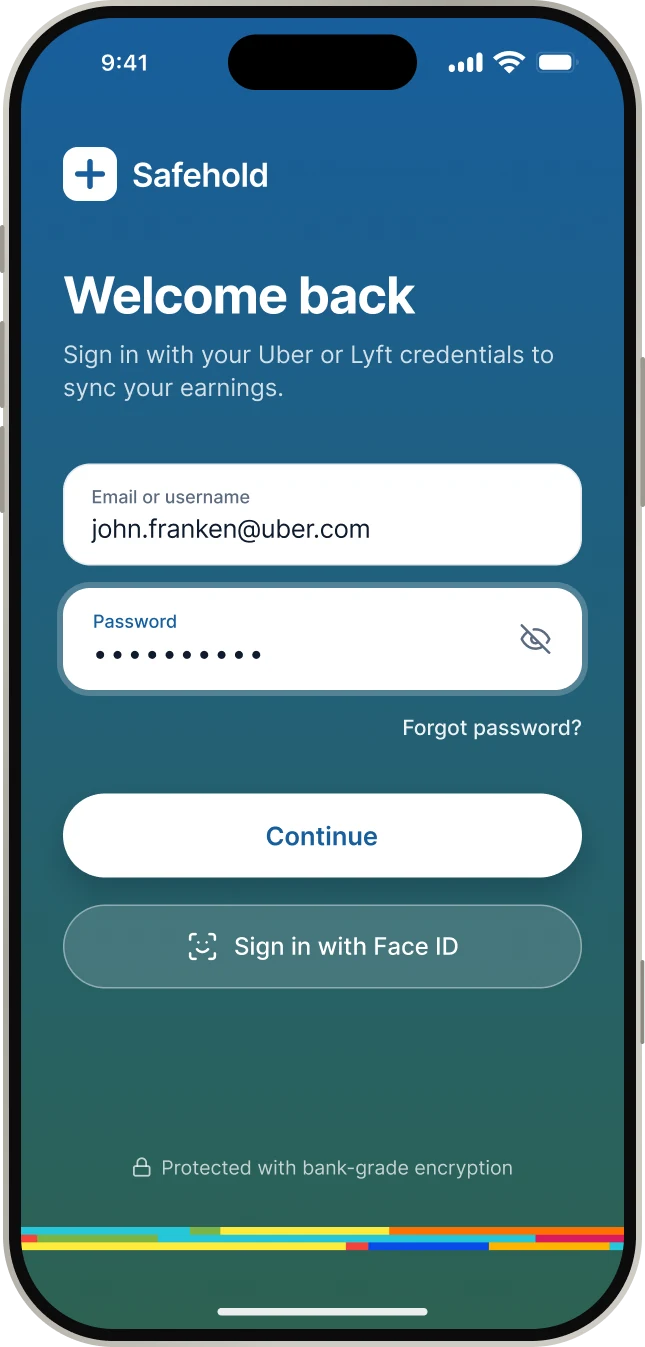 9:41
Safehold
Welcome back
Sign in with your Uber or Lyft credentials to
sync your earnings.
Email or username
john.franken@uber.com
Password
Forgot password?
Continue
Sign in with Face ID
Protected with bank-grade encryption